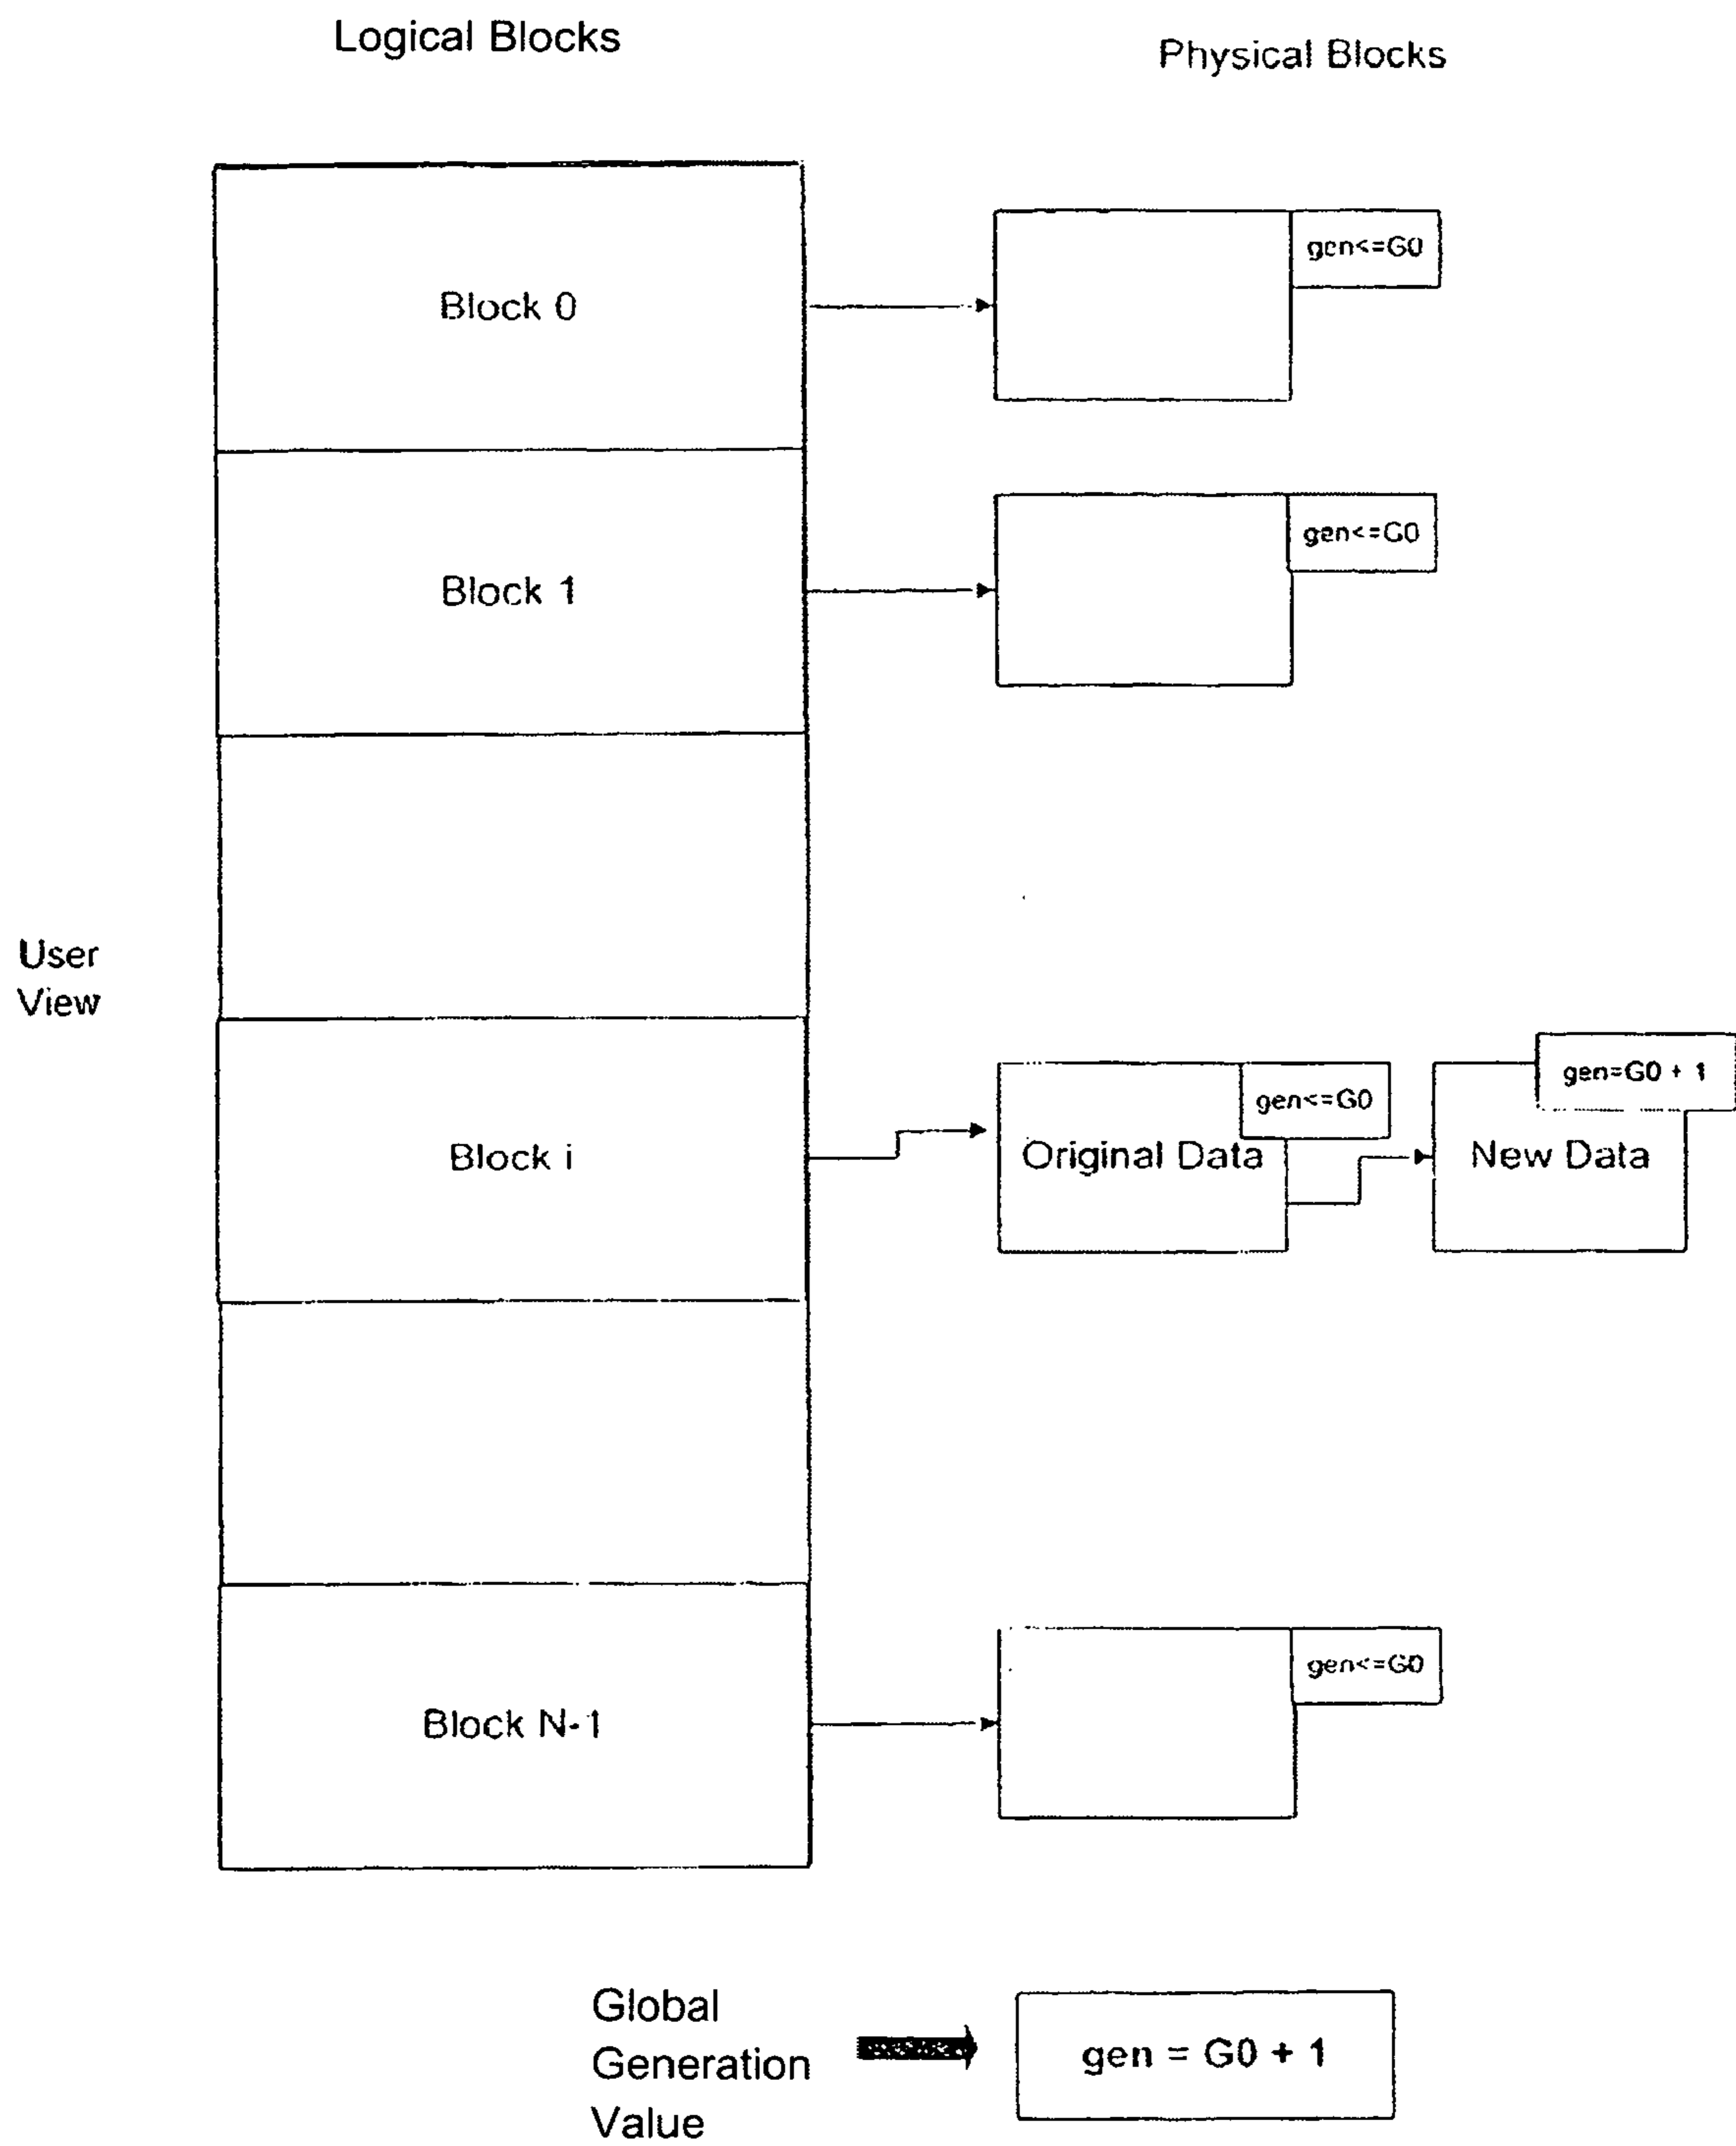 Logical Blocks
Physical Blocks
gen<=G0
Block 0
gen<=G0
Block 1
User
View
gen=G0 + 1
gen<=G0
Block i
Original Data
New Data
gen<=G0
Block N-1
Global
Generation
Value
gen = G0 + 1